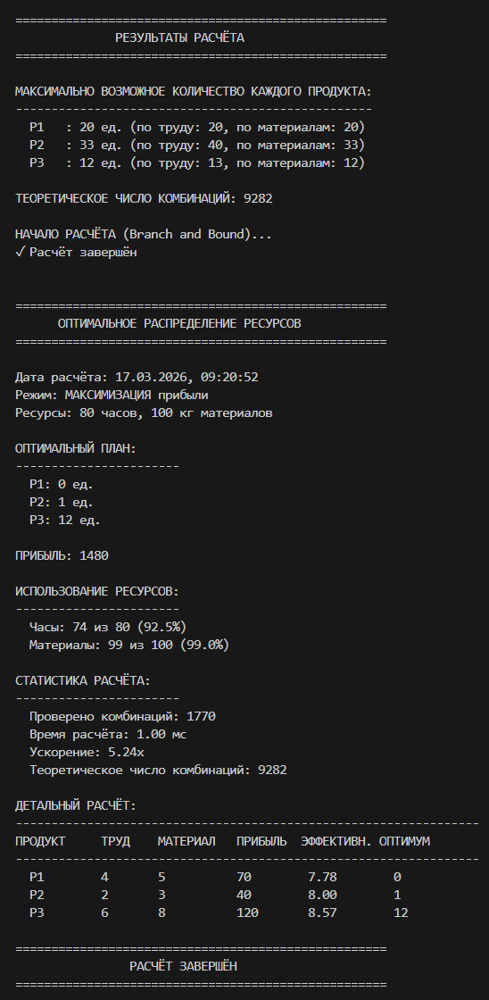 ====================================================
РЕЗУЛЬТАТЫ РАСЧЁТА
====================================================
МАКСИМАЛЬНО ВОЗМОЖНОЕ КОЛИЧЕСТВО КАЖДОГО ПРОДУКТА:
--------------------------------------------------
P1   : 20 ед. (по труду: 20, по материалам: 20)
P2   : 33 ед. (по труду: 40, по материалам: 33)
P3   : 12 ед. (по труду: 13, по материалам: 12)
ТЕОРЕТИЧЕСКОЕ ЧИСЛО КОМБИНАЦИЙ: 9282
НАЧАЛО РАСЧЁТА (Branch and Bound)...
✓ Расчёт завершён
====================================================
ОПТИМАЛЬНОЕ РАСПРЕДЕЛЕНИЕ РЕСУРСОВ
====================================================
Дата расчёта: 17.03.2026, 09:20:52
Режим: МАКСИМИЗАЦИЯ прибыли
Ресурсы: 80 часов, 100 кг материалов
ОПТИМАЛЬНЫЙ ПЛАН:
-----------------------
P1: 0 ед.
P2: 1 ед.
P3: 12 ед.
ПРИБЫЛЬ: 1480
ИСПОЛЬЗОВАНИЕ РЕСУРСОВ:
-----------------------
Часы: 74 из 80 (92.5%)
Материалы: 99 из 100 (99.0%)
СТАТИСТИКА РАСЧЁТА:
-----------------------
Проверено комбинаций: 1770
Время расчёта: 1.00 мс
Ускорение: 5.24x
Теоретическое число комбинаций: 9282
ДЕТАЛЬНЫЙ РАСЧЁТ:
-----------------------------------------------------------------
ПРОДУКТ     ТРУД    МАТЕРИАЛ   ПРИБЫЛЬ  ЭФФЕКТИВН. ОПТИМУМ
-----------------------------------------------------------------
P1        4       5          70        7.78        0
P2        2       3          40        8.00        1
P3        6       8          120       8.57        12
====================================================
РАСЧЁТ ЗАВЕРШЁН
====================================================